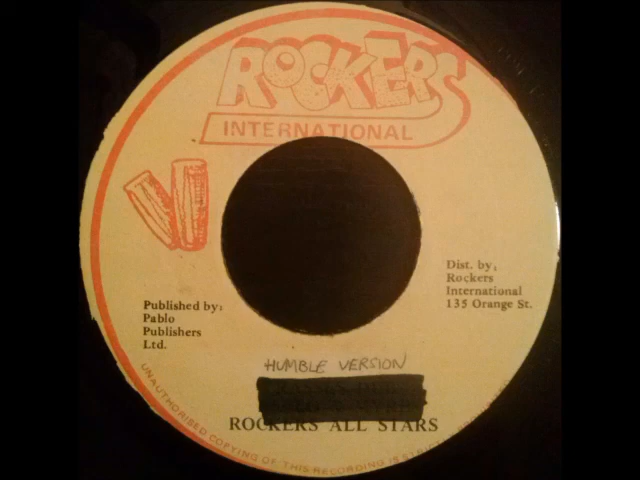 ROCKERS
INTERNATIONAL
Dist. by,
Rockers
International
135 Orange St.
Published by:
Pablo
Publishers
Ltd.
HUMBLE VERSION
ROCKERS ALL STARS
UNAUTHORISED COPYING OF THIS RECORDING IS